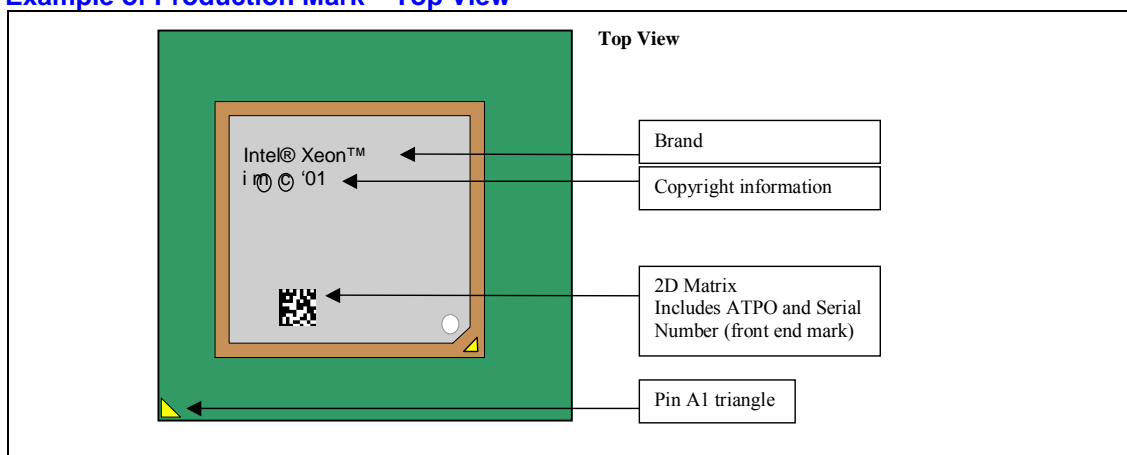 Example of Production Mark – Top View
Top View
Intel® Xeon™
i ⓜ © '01
Brand
Copyright information
2D Matrix
Includes ATPO and Serial
Number (front end mark)
Pin A1 triangle